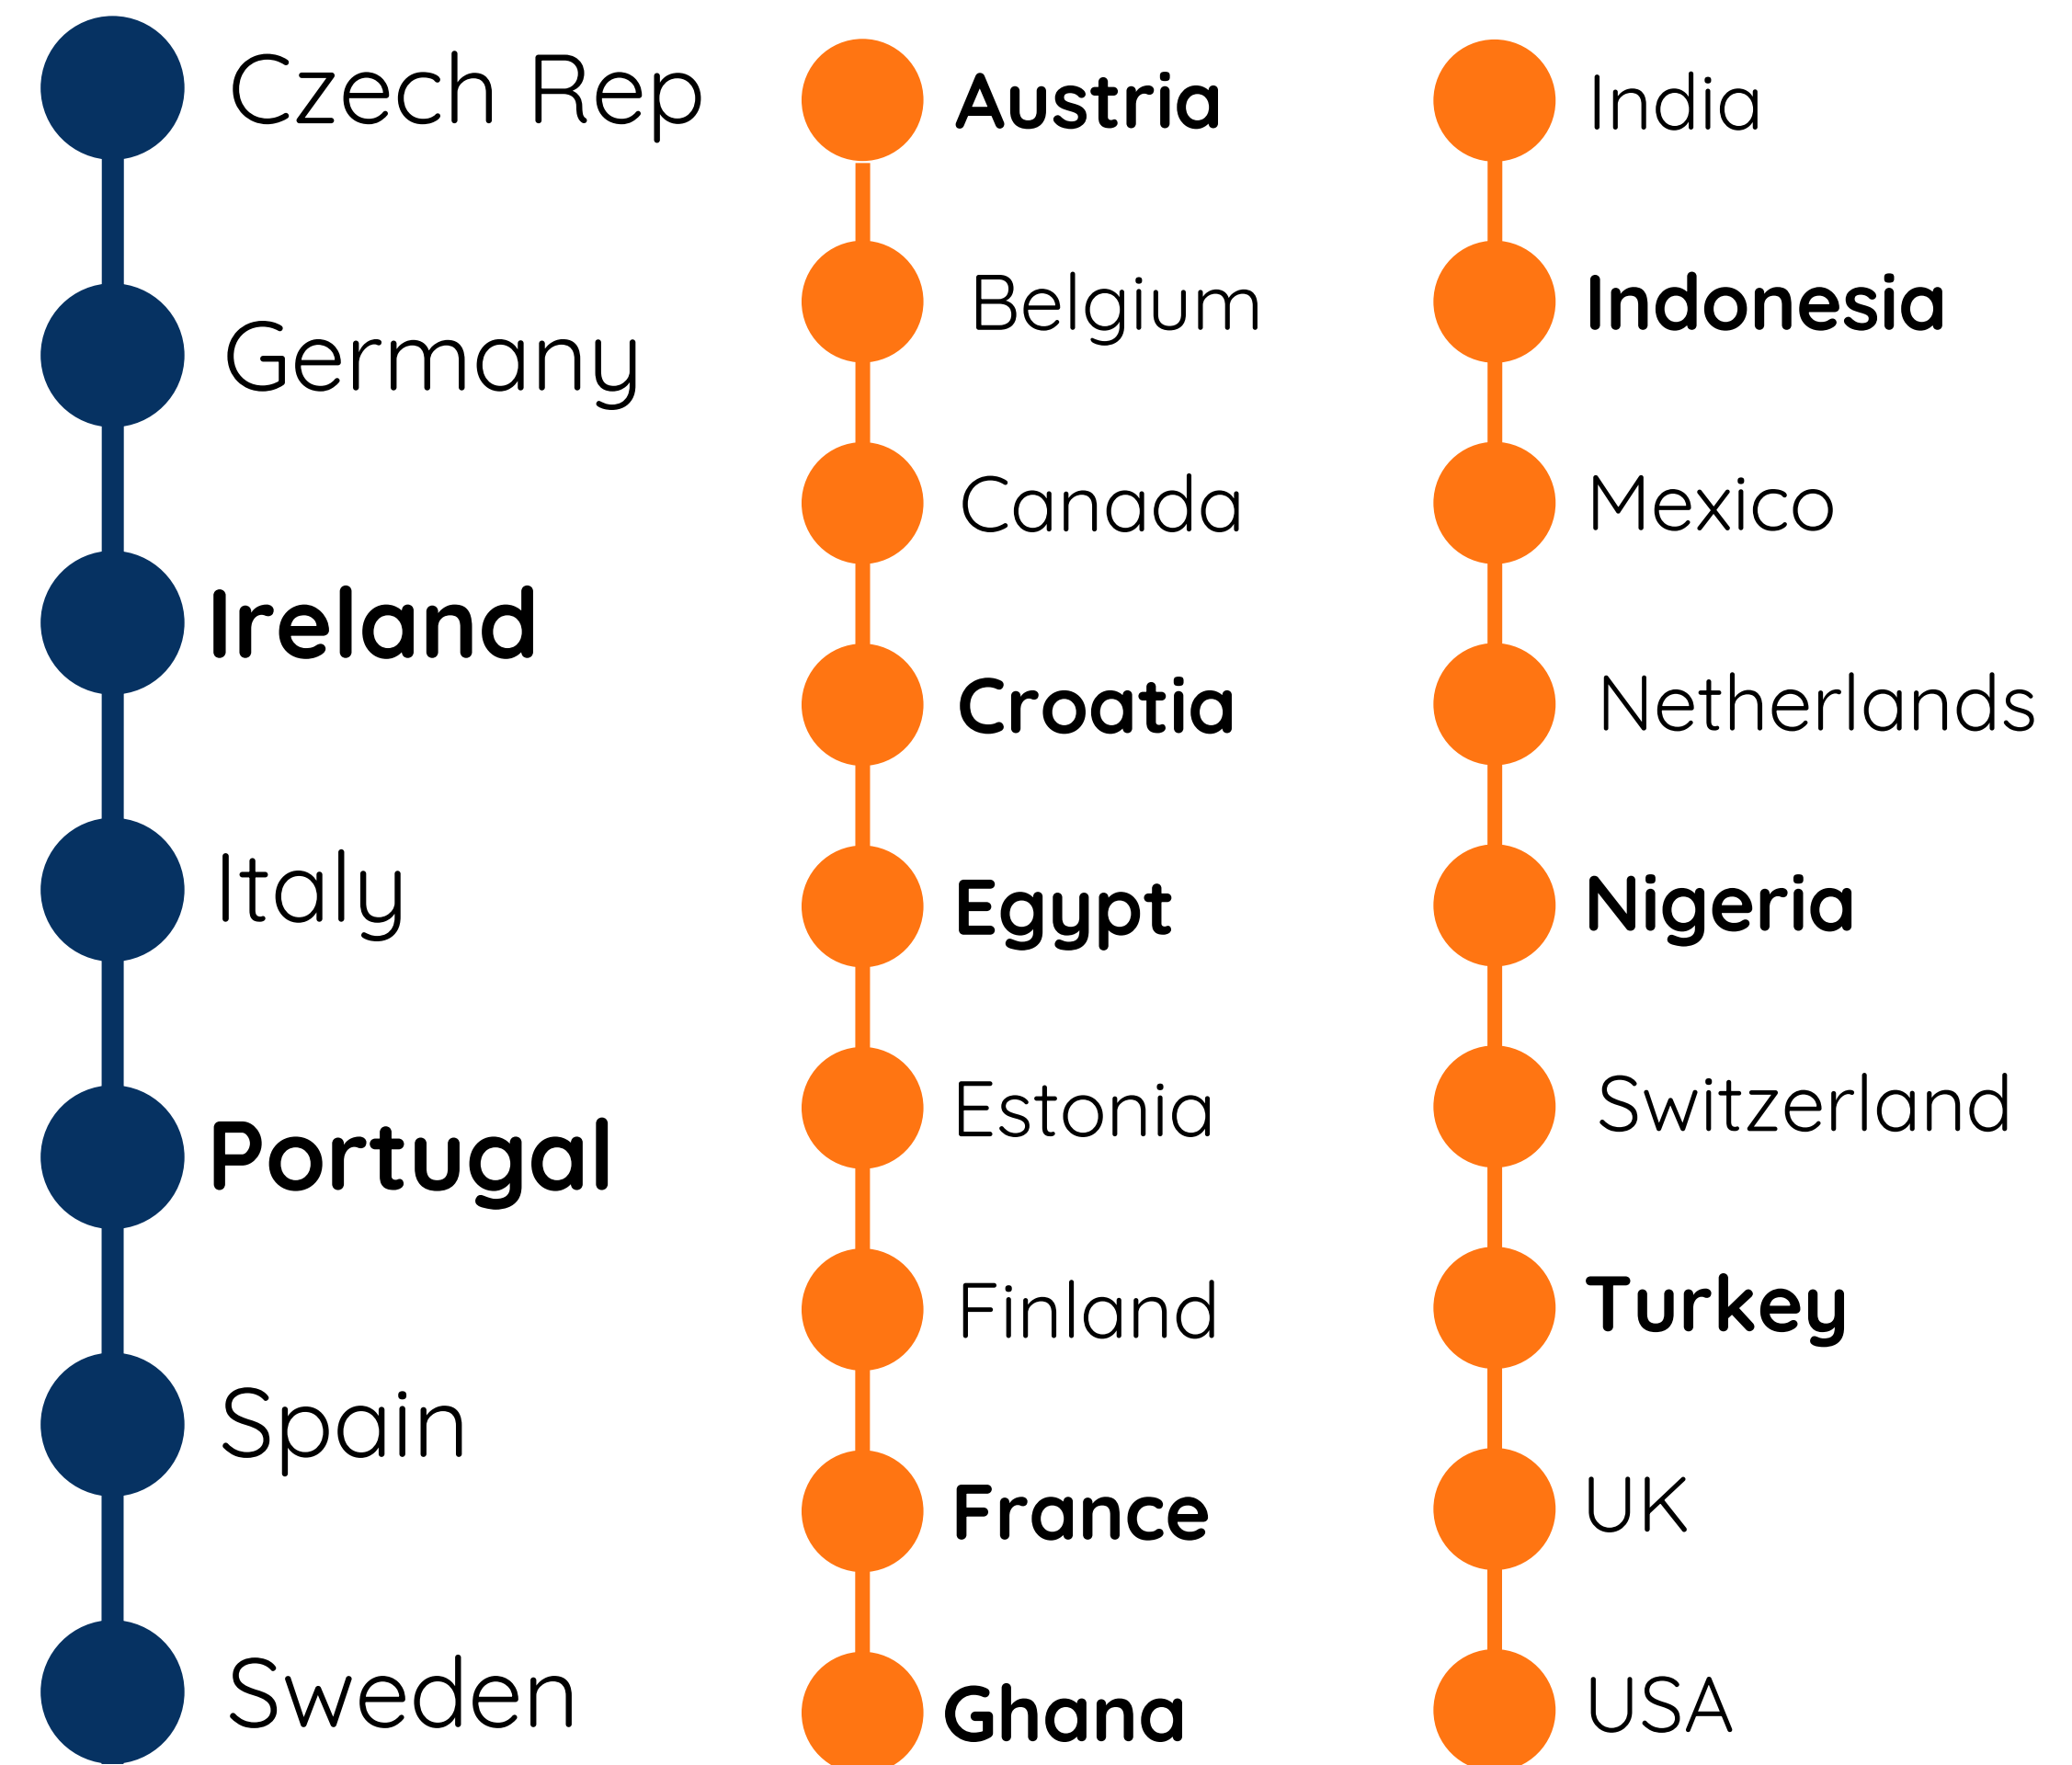 Czech Rep
Germany
Ireland
Italy
Portugal
Spain
Sweden
Austria
Belgium
Canada
Croatia
Egypt
Estonia
Finland
France
Ghana
India
Indonesia
Mexico
Netherlands
Nigeria
Switzerland
Turkey
UK
USA